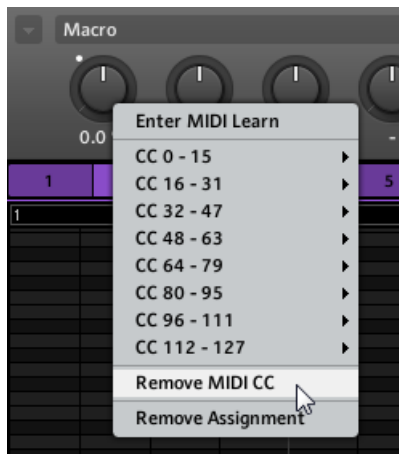 Macro
0.0
-
1
5
1
Enter MIDI Learn
CC 0 - 15
CC 16 - 31
CC 32 - 47
CC 48 - 63
CC 64 - 79
CC 80 - 95
CC 96 - 111
CC 112 - 127
Remove MIDI CC
Remove Assignment